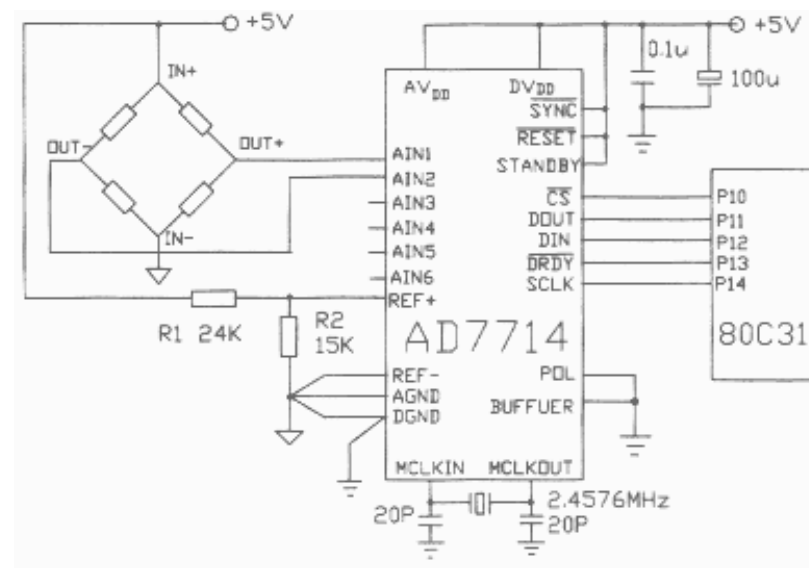 +5V
+5V
IN+
0.1u
100u
AV_DD
DV_DD
SYNC
RESET
STANDBY
OUT-
OUT+
AIN1
AIN2
AIN3
AIN4
AIN5
AIN6
IN-
CS
DOUT
DIN
DRDY
SCLK
P10
P11
P12
P13
P14
REF+
R1 24K
R2
15K
AD7714
80C31
REF-
AGND
DGND
POL
BUFFUER
MCLKIN
MCLKOUT
2.4576MHz
20P
20P